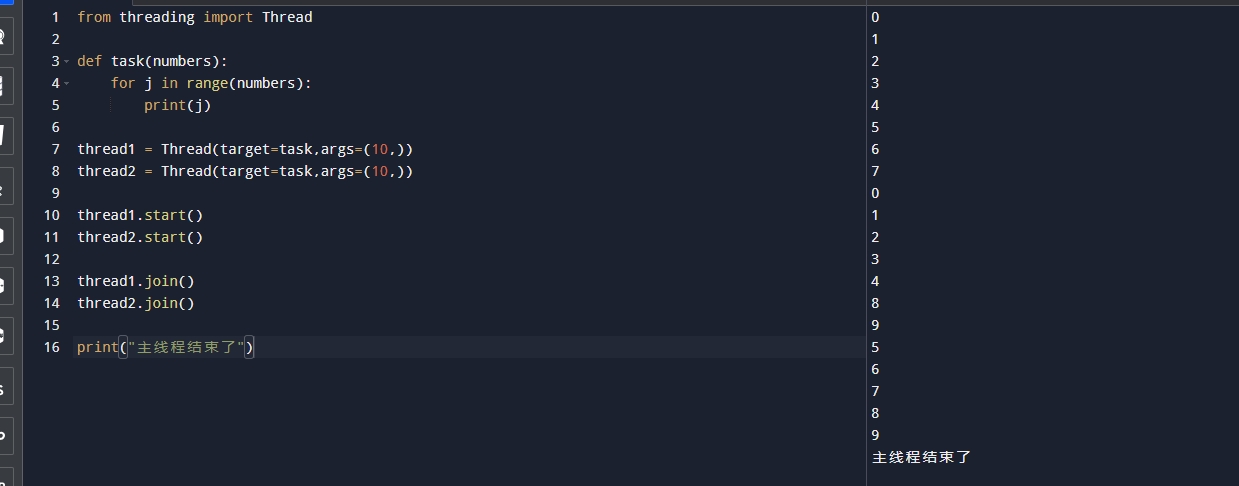 1 from threading import Thread
2
3 def task(numbers):
4 for j in range(numbers):
5 print(j)
6
7 thread1 = Thread(target=task,args=(10,))
8 thread2 = Thread(target=task,args=(10,))
9
10 thread1.start()
11 thread2.start()
12
13 thread1.join()
14 thread2.join()
15
16 print("主线程结束了")
0
1
2
3
4
5
6
7
0
1
2
3
4
8
9
5
6
7
8
9
主线程结束了